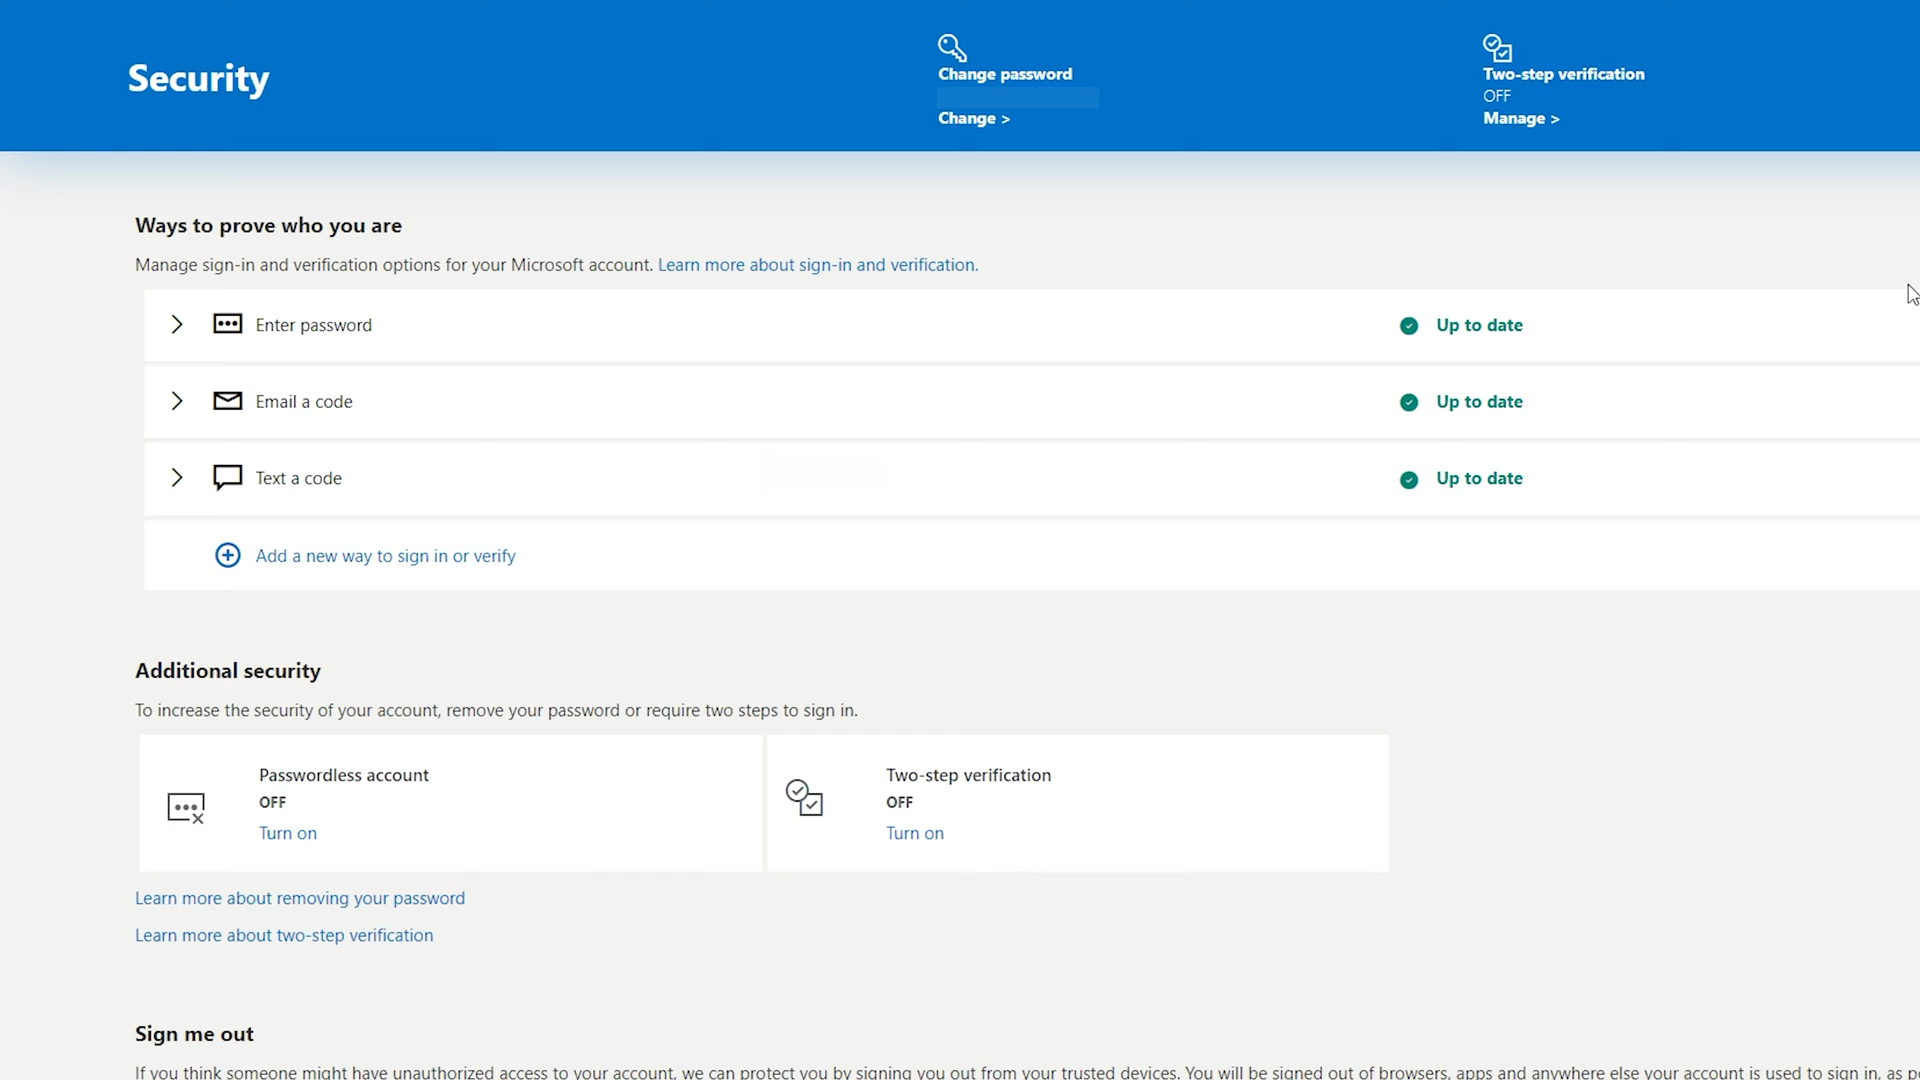 Security
Change password
Change >
Two-step verification
OFF
Manage >
Ways to prove who you are
Manage sign-in and verification options for your Microsoft account. Learn more about sign-in and verification.
Enter password
Up to date
Email a code
Up to date
Text a code
Up to date
Add a new way to sign in or verify
Additional security
To increase the security of your account, remove your password or require two steps to sign in.
Passwordless account
OFF
Turn on
Two-step verification
OFF
Turn on
Learn more about removing your password
Learn more about two-step verification
Sign me out
If you think someone might have unauthorized access to your account, we can protect you by signing you out from your trusted devices. You will be signed out of browsers, apps and anywhere else your account is used to sign in, as